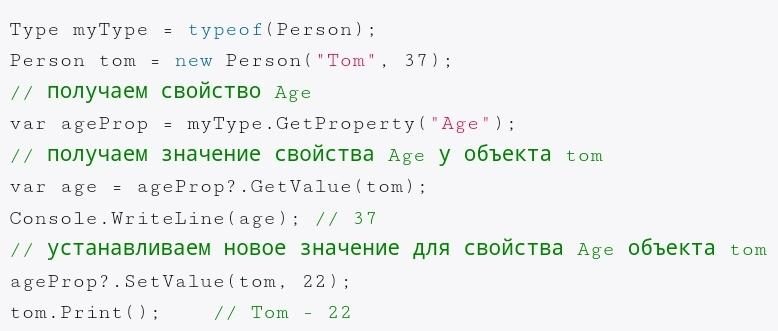 Type myType = typeof(Person);
Person tom = new Person("Tom", 37);
// получаем свойство Age
var ageProp = myType.GetProperty("Age");
// получаем значение свойства Age у объекта tom
var age = ageProp?.GetValue(tom);
Console.WriteLine(age); // 37
// устанавливаем новое значение для свойства Age объекта tom
ageProp?.SetValue(tom, 22);
tom.Print();    // Tom - 22